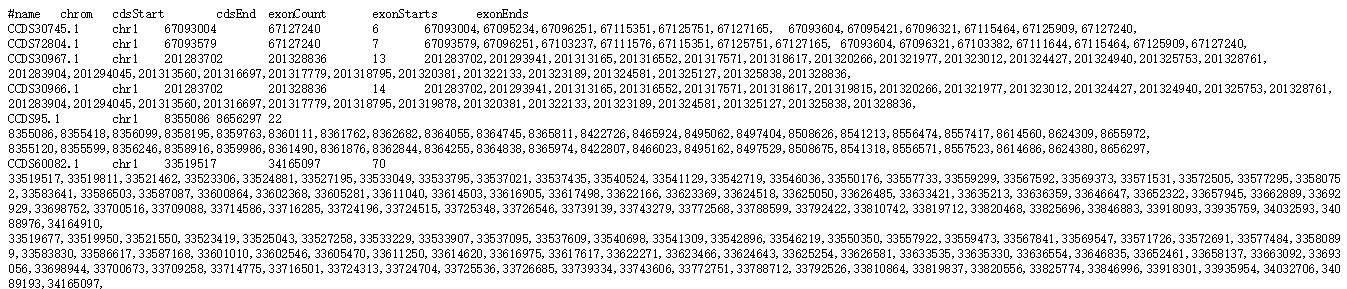 #name chrom cdsStart cdsEnd exonCount exonStarts exonEnds
CCDS30745.1 chr1 67093004 67127240 6 67093004,67095234,67096251,67115351,67125751,67127165, 67093604,67095421,67096321,67115464,67125909,67127240,
CCDS72804.1 chr1 67093579 67127240 7 67093579,67096251,67103237,67111576,67115351,67125751,67127165, 67093604,67096321,67103382,67111644,67115464,67125909,67127240,
CCDS30967.1 chr1 201283702 201328836 13 201283702,201293941,201313165,201316552,201317571,201318617,201320266,201321977,201323012,201324427,201324940,201325753,201328761,
201283904,201294045,201313560,201316697,201317779,201318795,201320381,201322133,201323189,201324581,201325127,201325838,201328836,
CCDS30966.1 chr1 201283702 201328836 14 201283702,201293941,201313165,201316552,201317571,201318617,201319815,201320266,201321977,201323012,201324427,201324940,201325753,201328761,
201283904,201294045,201313560,201316697,201317779,201318795,201319878,201320381,201322133,201323189,201324581,201325127,201325838,201328836,
CCDS95.1 chr1 8355086 8656297 22
8355086,8355418,8356099,8358195,8359763,8360111,8361762,8362682,8364055,8364745,8365811,8422726,8465924,8495062,8497404,8508626,8541213,8556474,8557417,8614560,8624309,8655972,
8355120,8355599,8356246,8358916,8359986,8361490,8361876,8362844,8364255,8364838,8365974,8422807,8466023,8495162,8497529,8508675,8541318,8556571,8557523,8614686,8624380,8656297,
CCDS60082.1 chr1 33519517 34165097 70
33519517,33519811,33521462,33523306,33524881,33527195,33533049,33533795,33537021,33537435,33540524,33541129,33542719,33546036,33550176,33557733,33559299,33567592,33569373,33571531,33572505,33577295,3358075
2,33583641,33586503,33587087,33600864,33602368,33605281,33611040,33614503,33616905,33617498,33622166,33623369,33624518,33625050,33626485,33633421,33635213,33636359,33646647,33652322,33657945,33662889,33692
929,33698752,33700516,33709088,33714586,33716285,33724196,33724515,33725348,33726546,33739139,33743279,33772568,33788599,33792422,33810742,33819712,33820468,33825696,33846883,33918093,33935759,34032593,340
88976,34164910,
33519677,33519950,33521550,33523419,33525043,33527258,33533229,33533907,33537095,33537609,33540698,33541309,33542896,33546219,33550350,33557922,33559473,33567841,33569547,33571726,33572691,33577484,3358089
9,33583830,33586617,33587168,33601010,33602546,33605470,33611250,33614620,33616975,33617617,33622271,33623466,33624643,33625254,33626581,33633535,33635330,33636554,33646835,33652461,33658137,33663092,33693
056,33698944,33700673,33709258,33714775,33716501,33724313,33724704,33725536,33726685,33739334,33743606,33772751,33788712,33792526,33810864,33819837,33820556,33825774,33846996,33918301,33935954,34032706,340
89193,34165097,